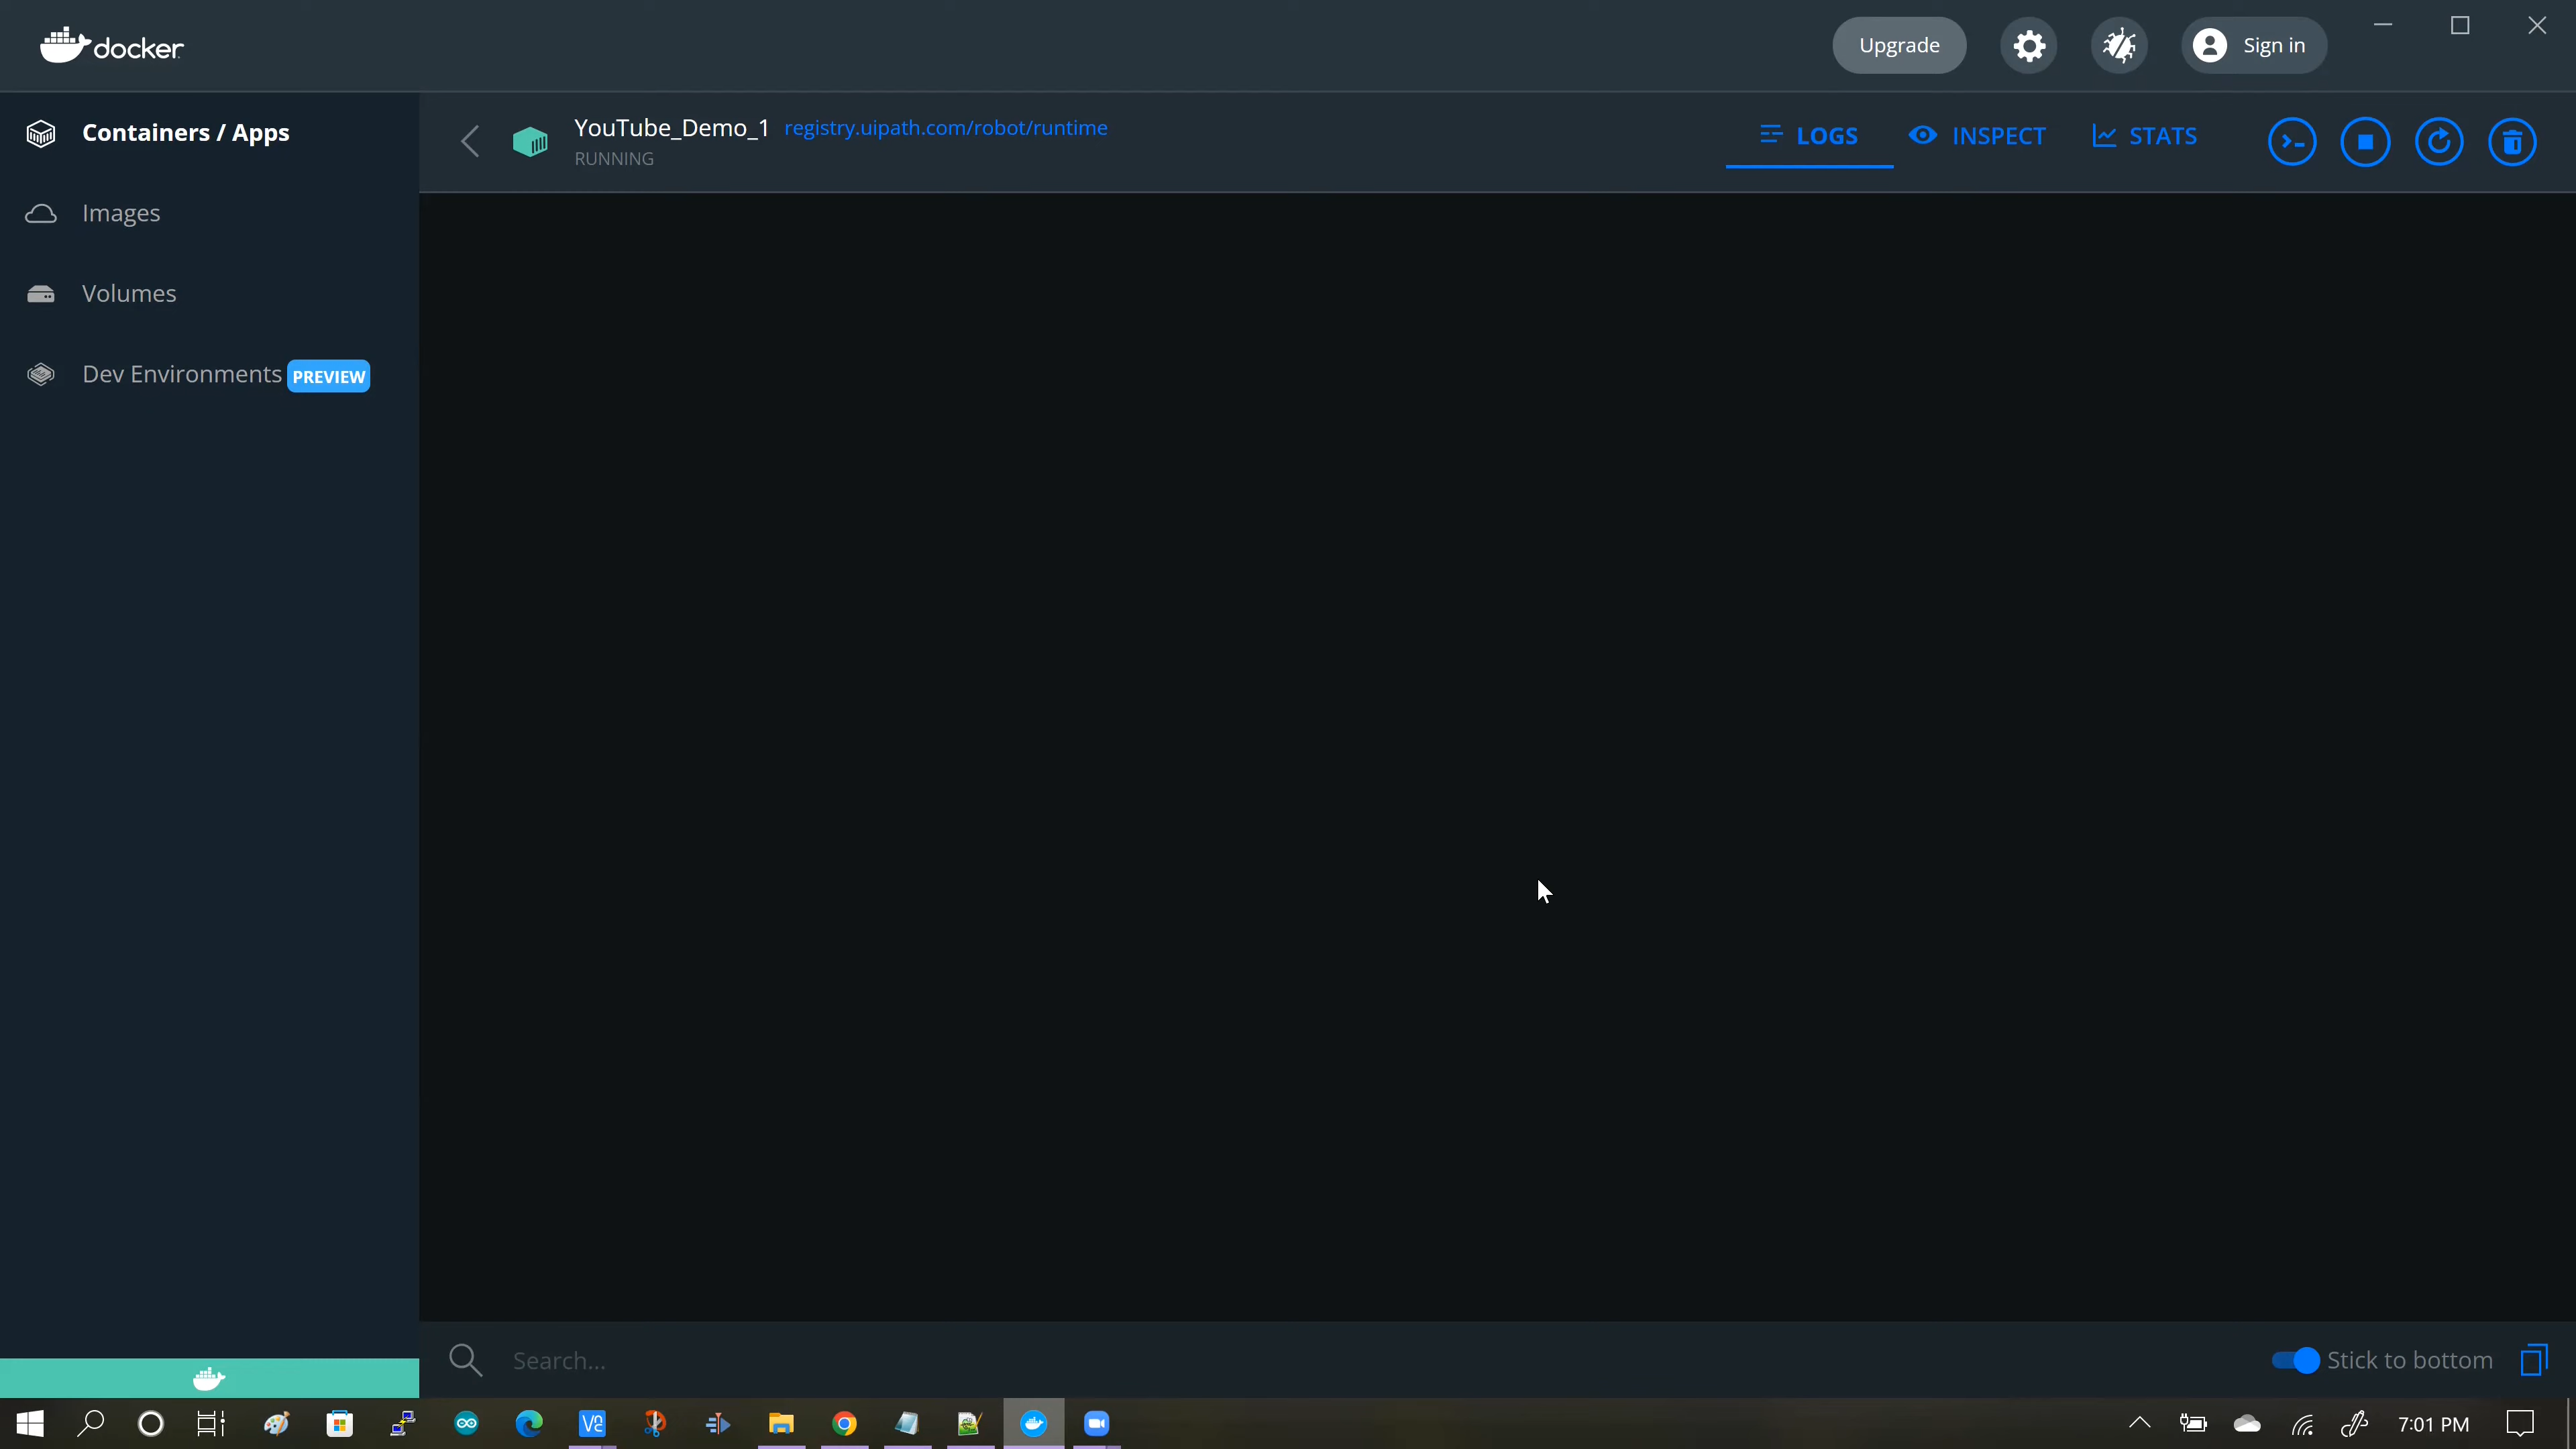 docker
Upgrade
Sign in
Containers / Apps
Images
Volumes
Dev Environments PREVIEW
YouTube_Demo_1 registry.uipath.com/robot/runtime
RUNNING
LOGS
INSPECT
STATS
Search...
Stick to bottom
7:01 PM